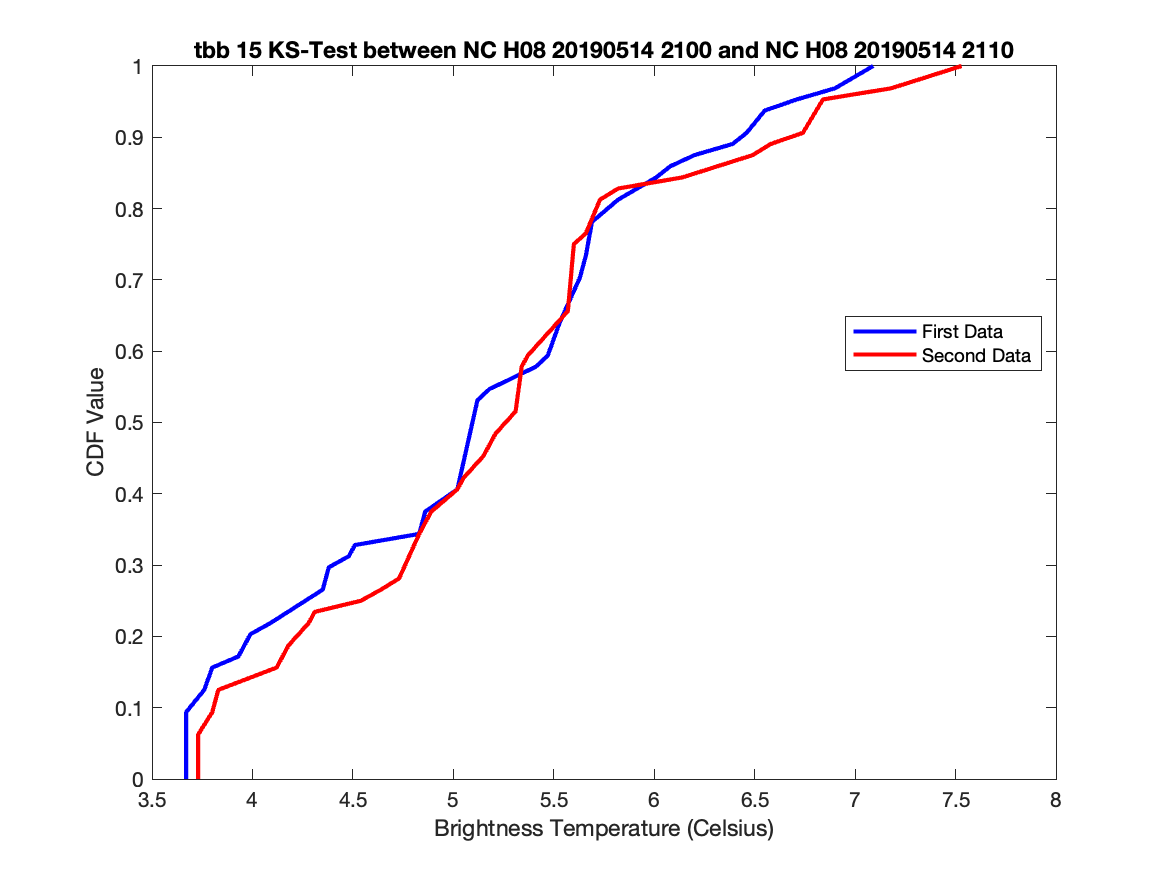 tbb 15 KS-Test between NC H08 20190514 2100 and NC H08 20190514 2110
1
0.9
0.8
0.7
0.6
0.5
0.4
0.3
0.2
0.1
0
CDF Value
First Data
Second Data
3.5 4 4.5 5 5.5 6 6.5 7 7.5 8
Brightness Temperature (Celsius)